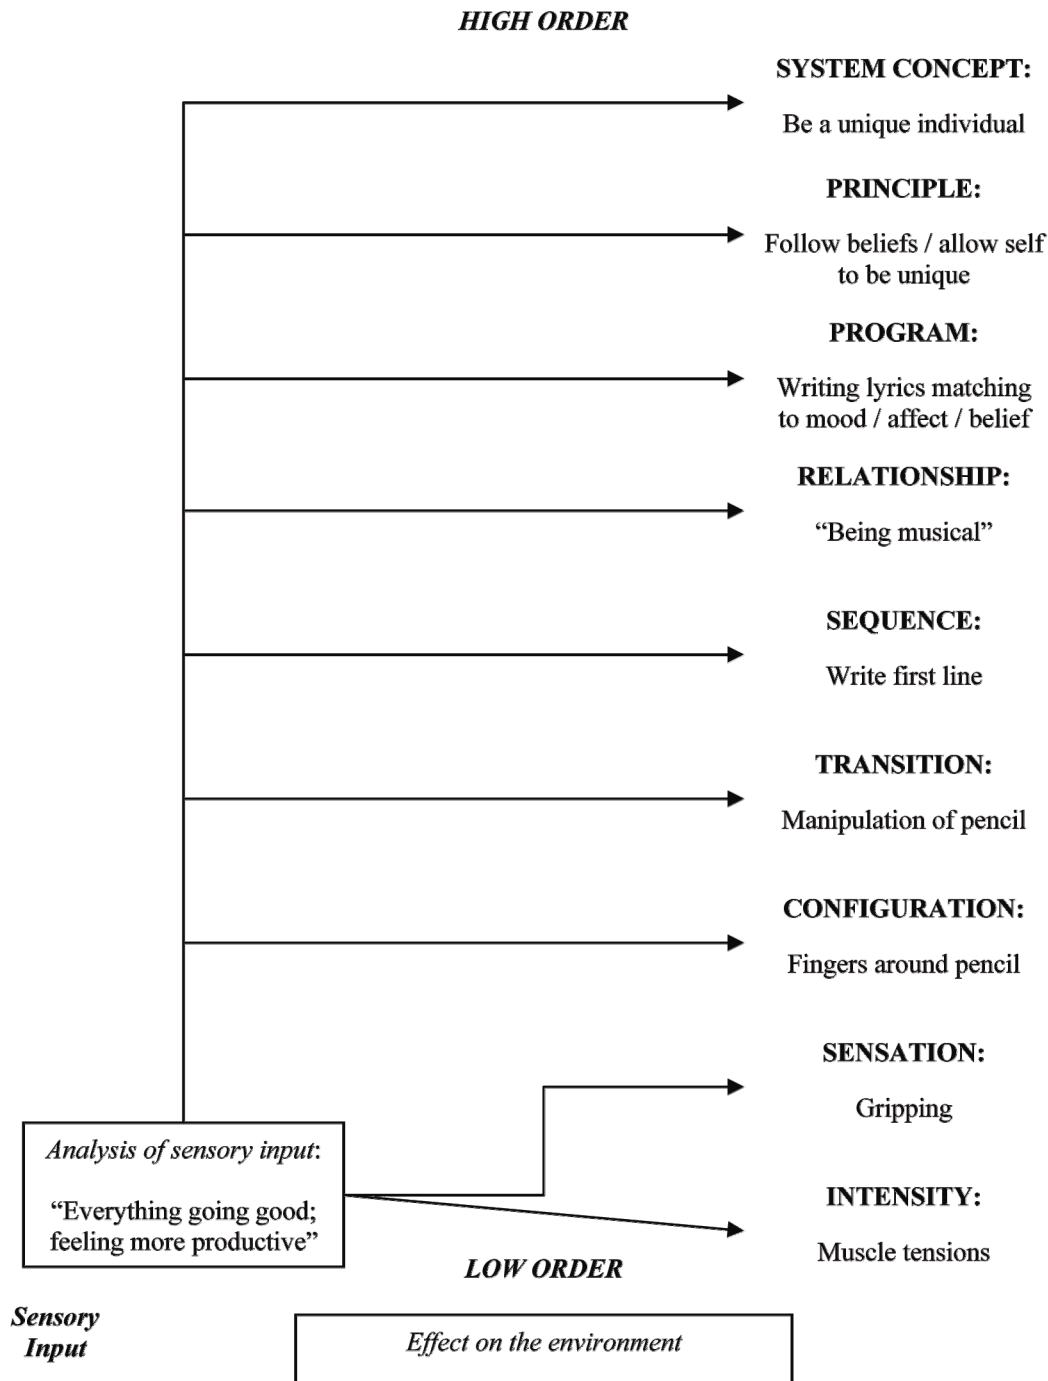 HIGH ORDER
SYSTEM CONCEPT:
Be a unique individual
PRINCIPLE:
Follow beliefs / allow self
to be unique
PROGRAM:
Writing lyrics matching
to mood / affect / belief
RELATIONSHIP:
“Being musical”
SEQUENCE:
Write first line
TRANSITION:
Manipulation of pencil
CONFIGURATION:
Fingers around pencil
SENSATION:
Gripping
Analysis of sensory input:
“Everything going good;
feeling more productive”
INTENSITY:
Muscle tensions
LOW ORDER
Sensory
Input
Effect on the environment